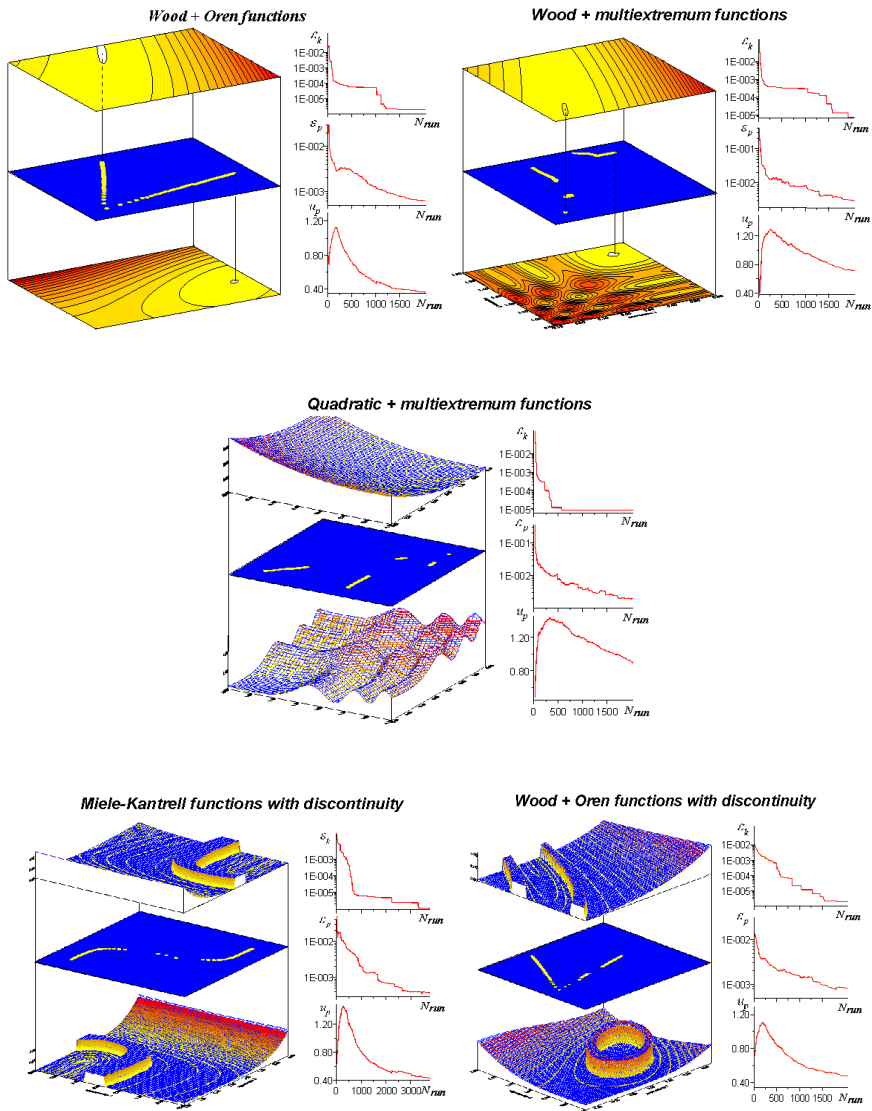 Wood + Oren functions
ε_k
1E-002
1E-003
1E-004
1E-005
N_run
ε_p
1E-002
1E-003
N_run
u_p
1.20
0.80
0.40
0 500 1000 1500 N_run
Wood + multiextremum functions
ε_k
1E-002
1E-003
1E-004
1E-005
N_run
ε_p
1E-001
1E-002
N_run
u_p
1.20
0.80
0.40
0 500 1000 1500 N_run
Quadratic + multiextremum functions
ε_k
1E-002
1E-003
1E-004
1E-005
N_run
ε_p
1E-001
1E-002
N_run
u_p
1.20
0.80
0 500 1000 1500 N_run
Miele-Kantrell functions with discontinuity
ε_k
1E-003
1E-005
N_run
ε_p
1E-002
1E-003
N_run
u_p
1.20
0.80
0.40
0 1000 2000 3000 N_run
Wood + Oren functions with discontinuity
ε_k
1E-002
1E-003
1E-004
1E-005
N_run
ε_p
1E-002
1E-003
N_run
u_p
1.20
0.80
0.40
0 500 1000 1500 N_run